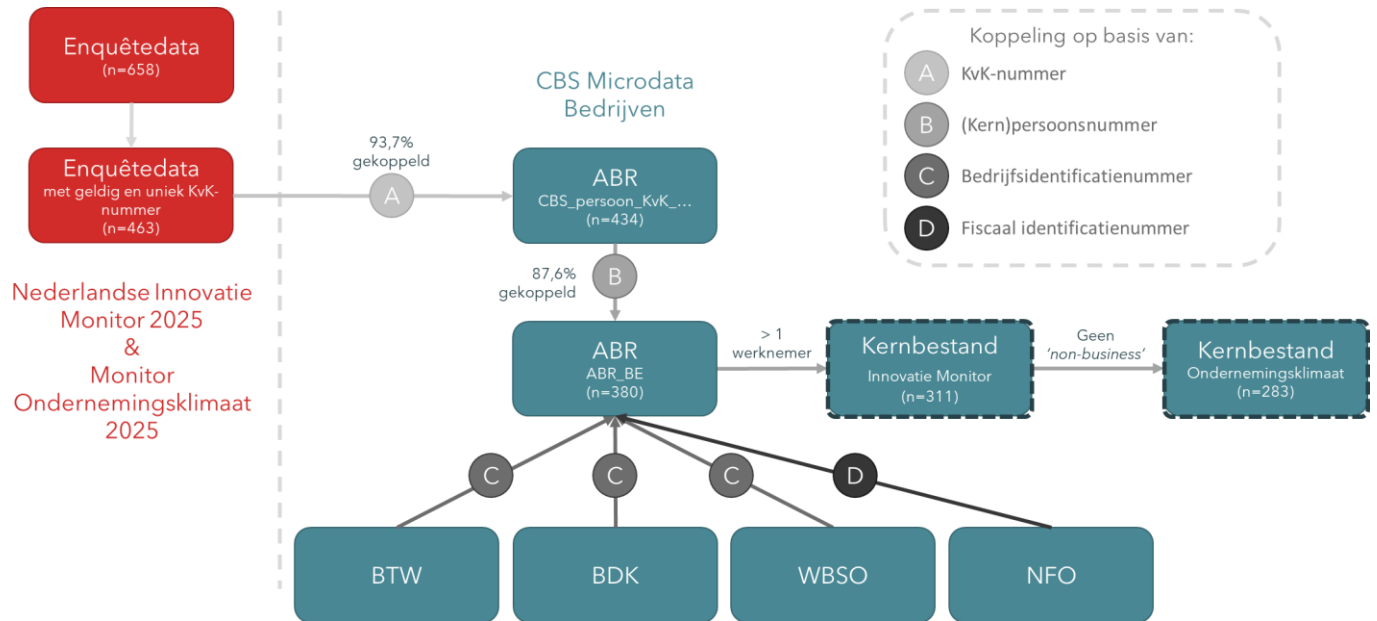 Enquêtedata
(n=658)
Enquêtedata
met geldig en uniek KvK-
nummer
(n=463)
Nederlandse Innovatie
Monitor 2025
&
Monitor
Ondernemingsklimaat
2025
93,7%
gekoppeld
A
CBS Microdata
Bedrijven
ABR
CBS_persoon_KvK_...
(n=434)
87,6%
gekoppeld
B
ABR
ABR_BE
(n=380)
> 1
werknemer
Kernbestand
Innovatie Monitor
(n=311)
Geen
'non-business'
Kernbestand
Ondernemingsklimaat
(n=283)
C
C
C
D
BTW
BDK
WBSO
NFO
Koppeling op basis van:
A KvK-nummer
B (Kern)persoonsnummer
C Bedrijfsidentificatienummer
D Fiscaal identificatienummer